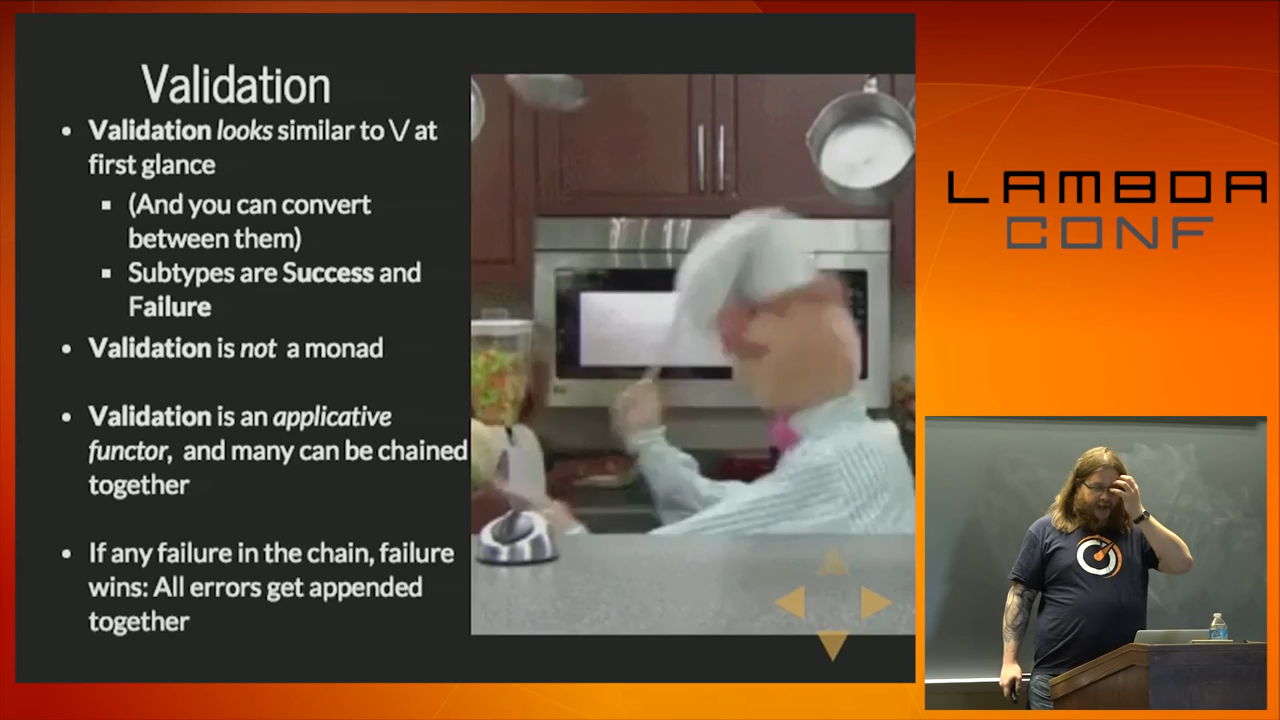 Validation
• Validation looks similar to \/ at
first glance
▪ (And you can convert
between them)
▪ Subtypes are Success and
Failure
• Validation is not a monad
• Validation is an applicative
functor, and many can be chained
together
• If any failure in the chain, failure
wins: All errors get appended
together
LAMBDA
CONF